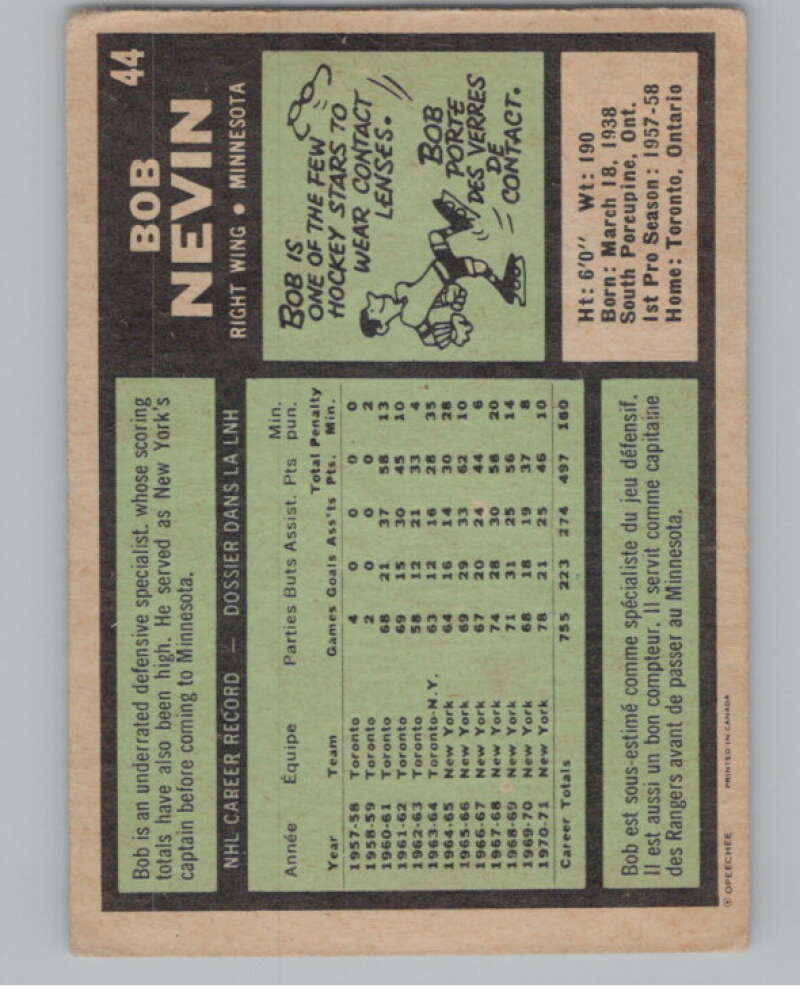 44
BOB
NEVIN
RIGHT WING • MINNESOTA
BOB IS
ONE OF THE FEW
HOCKEY STARS TO
WEAR CONTACT
LENSES.
BOB
PORTE
DES VERRES
DE
CONTACT.
Ht: 6'0" Wt: 190
Born: March 18, 1938
South Porcupine, Ont.
1st Pro Season: 1957-58
Home: Toronto, Ontario
Bob is an underrated defensive specialist. whose scoring
totals have also been high. He served as New York's
captain before coming to Minnesota.
NHL CAREER RECORD — DOSSIER DANS LA LNH
Année Équipe Parties Buts Assist. Pts Min. pun.
Year Team Games Goals Ass'ts Total Pts. Penalty Min.
1957-58 Toronto 4 0 0 0 0
1958-59 Toronto 2 0 0 0 2
1960-61 Toronto 68 21 37 58 13
1961-62 Toronto 69 15 30 45 10
1962-63 Toronto 58 12 21 33 4
1963-64 Toronto-N.Y. 63 12 16 28 35
1964-65 New York 64 16 14 30 28
1965-66 New York 69 29 33 62 10
1966-67 New York 67 20 24 44 6
1967-68 New York 74 28 30 58 20
1968-69 New York 71 31 25 56 14
1969-70 New York 68 18 19 37 8
1970-71 New York 78 21 25 46 10
Career Totals 755 223 274 497 160
Bob est sous-estimé comme spécialiste du jeu défensif.
Il est aussi un bon compteur. Il servit comme capitaine
des Rangers avant de passer au Minnesota.
© OPEECHEE PRINTED IN CANADA